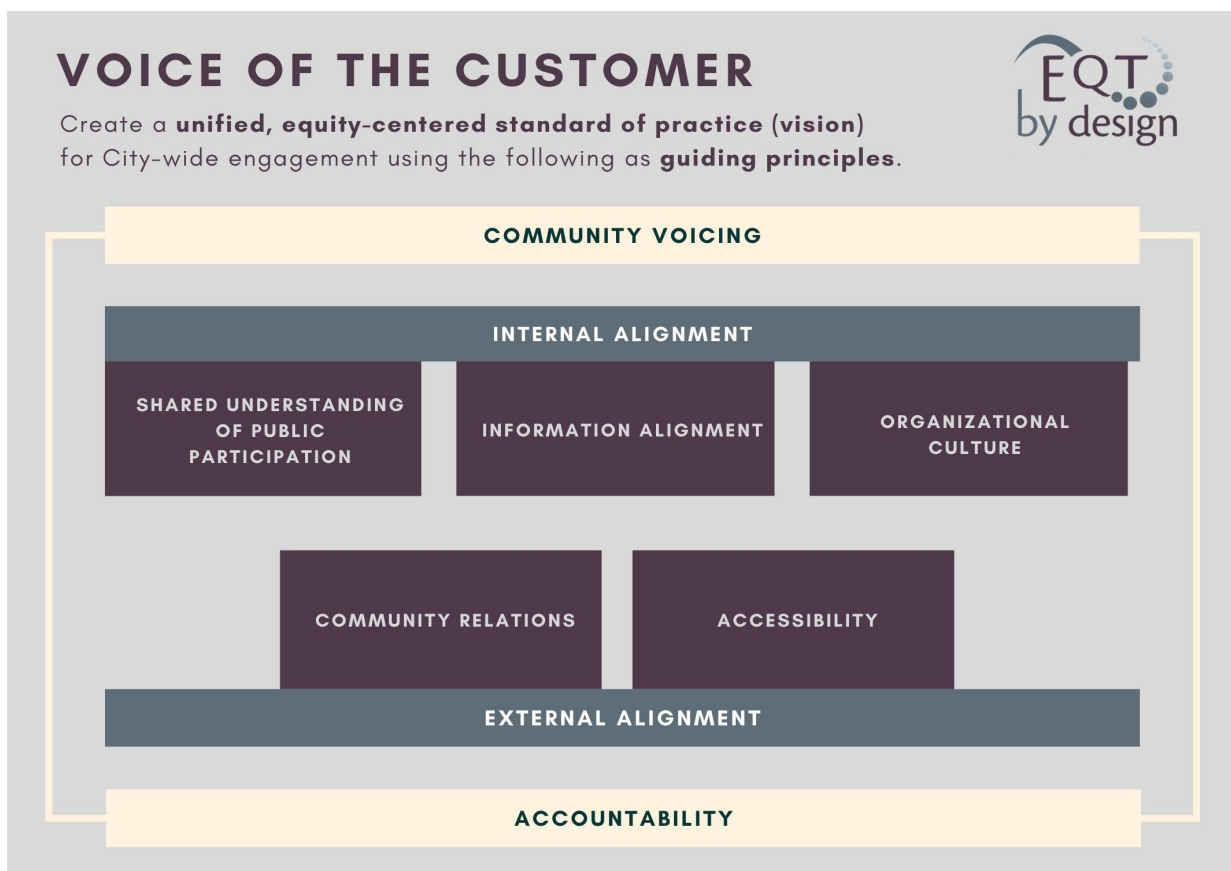 VOICE OF THE CUSTOMER
Create a unified, equity-centered standard of practice (vision)
for City-wide engagement using the following as guiding principles.
EQT
by design
COMMUNITY VOICING
INTERNAL ALIGNMENT
SHARED UNDERSTANDING
OF PUBLIC
PARTICIPATION
INFORMATION ALIGNMENT
ORGANIZATIONAL
CULTURE
COMMUNITY RELATIONS
ACCESSIBILITY
EXTERNAL ALIGNMENT
ACCOUNTABILITY